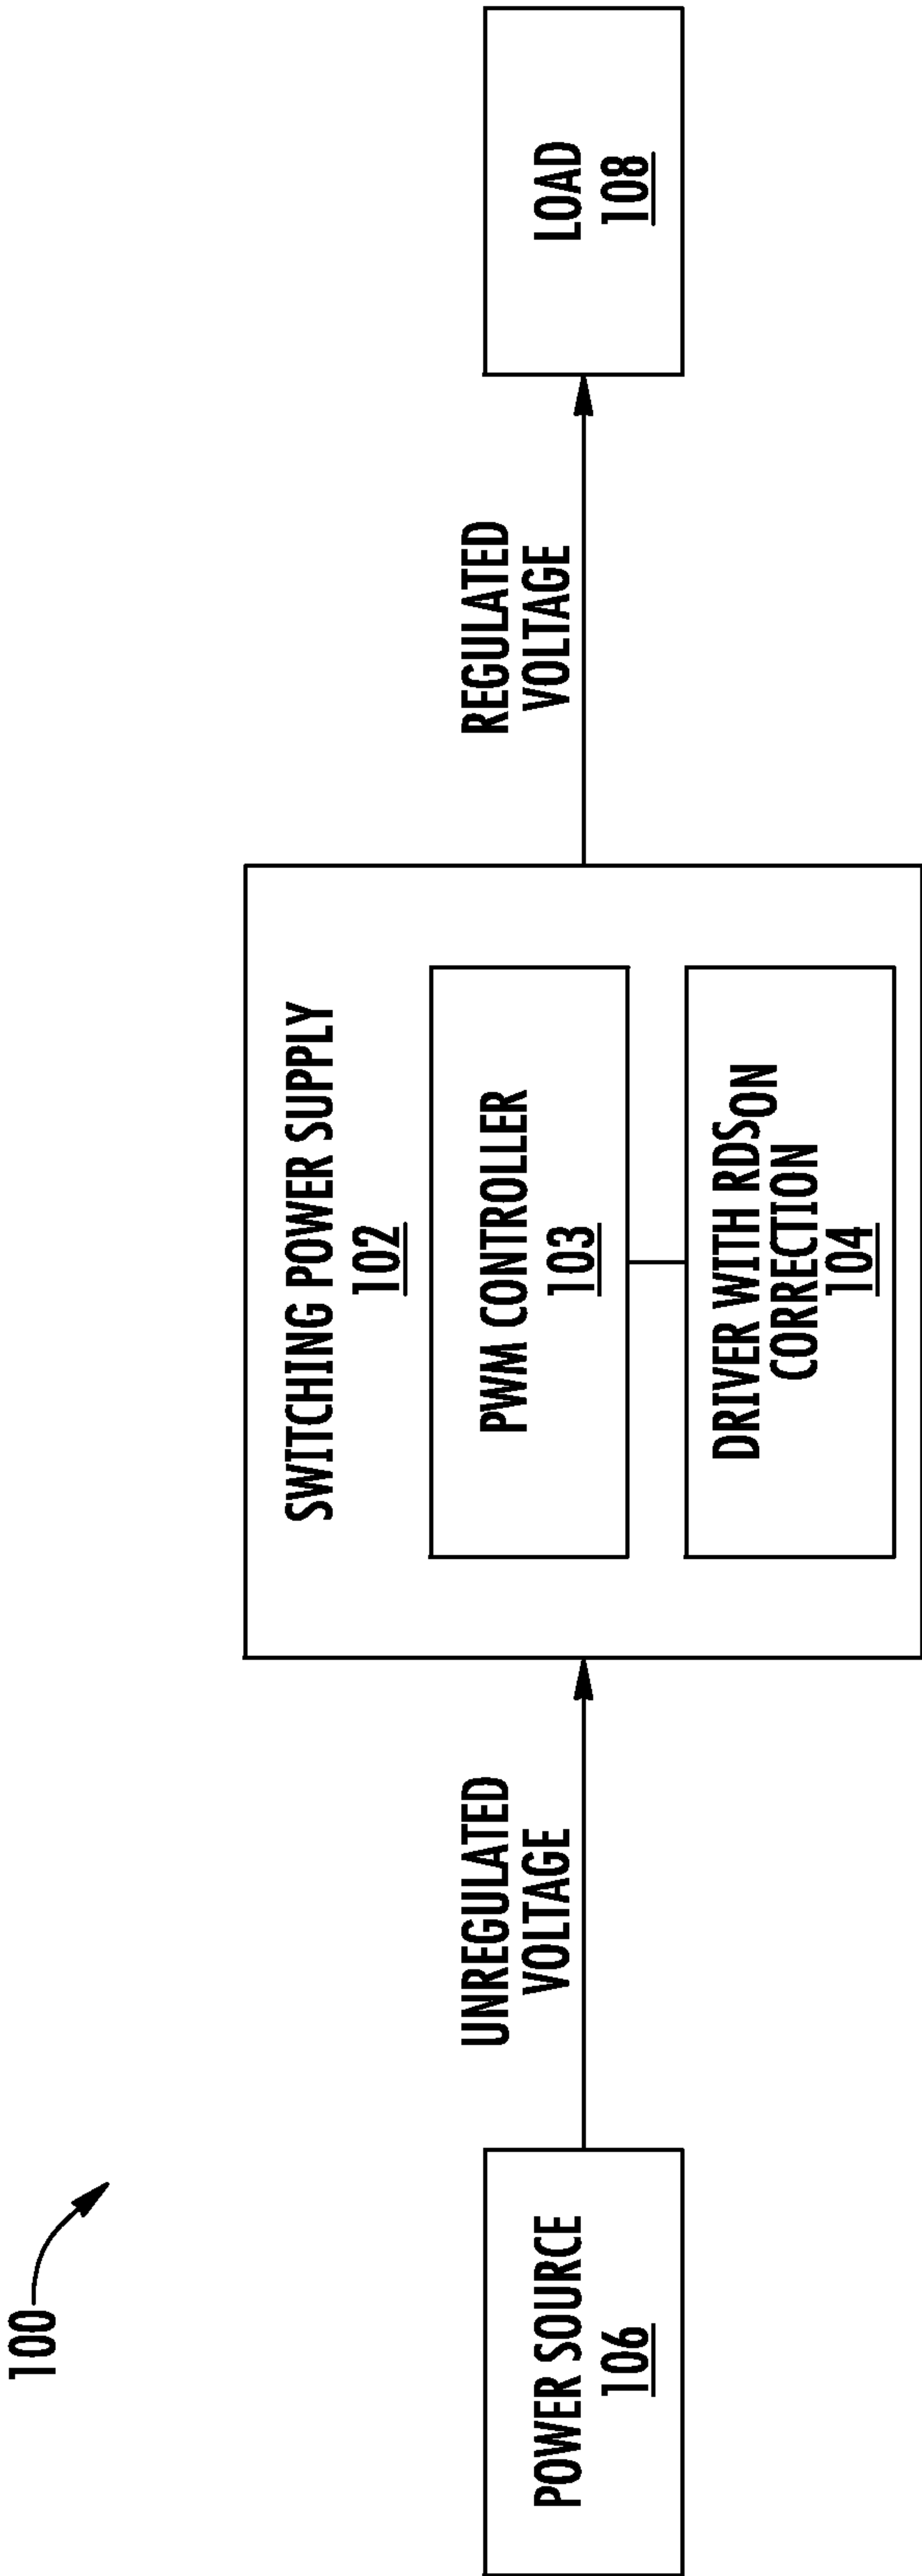 100
POWER SOURCE
106
UNREGULATED
VOLTAGE
SWITCHING POWER SUPPLY
102
PWM CONTROLLER
103
DRIVER WITH RDSON
CORRECTION
104
REGULATED
VOLTAGE
LOAD
108